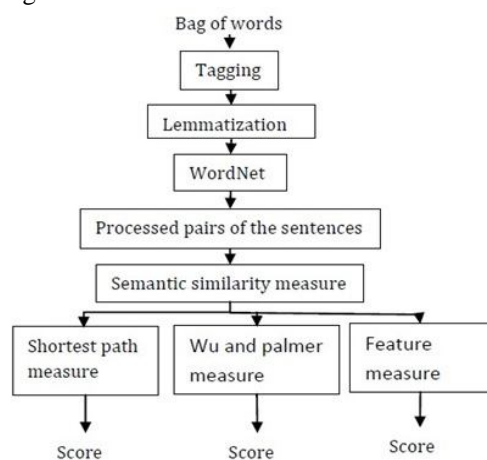 Bag of words
Tagging
Lemmatization
WordNet
Processed pairs of the sentences
Semantic similarity measure
Shortest path
measure
Wu and palmer
measure
Feature
measure
Score
Score
Score